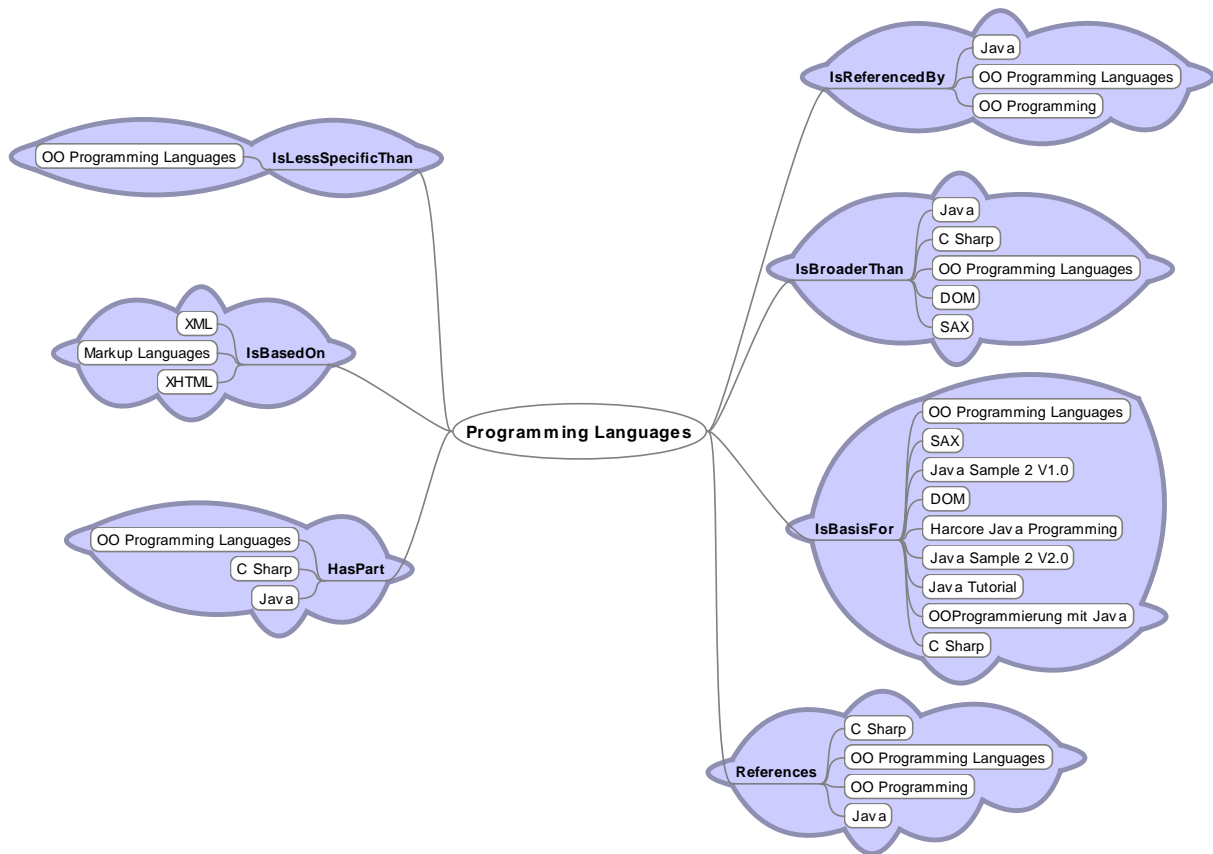 OO Programming Languages
IsLessSpecificThan
XML
Markup Languages
XHTML
IsBasedOn
OO Programming Languages
C Sharp
Java
HasPart
Programming Languages
IsReferencedBy
Java
OO Programming Languages
OO Programming
IsBroaderThan
Java
C Sharp
OO Programming Languages
DOM
SAX
IsBasisFor
OO Programming Languages
SAX
Java Sample 2 V1.0
DOM
Harcore Java Programming
Java Sample 2 V2.0
Java Tutorial
OOProgrammierung mit Java
C Sharp
References
C Sharp
OO Programming Languages
OO Programming
Java